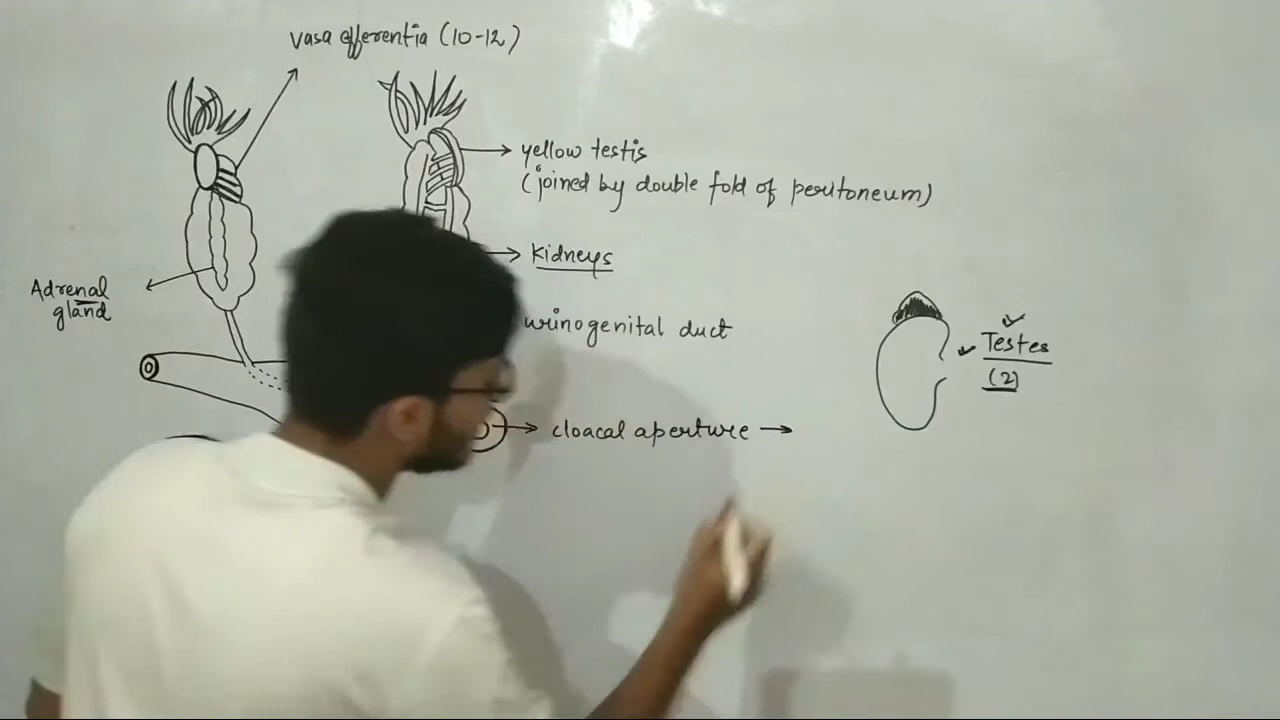 vasa efferentia (10-12)
yellow testis
(joined by double fold of peritoneum)
kidneys
Adrenal
gland
urinogenital duct
Testes
(2)
cloacal aperture